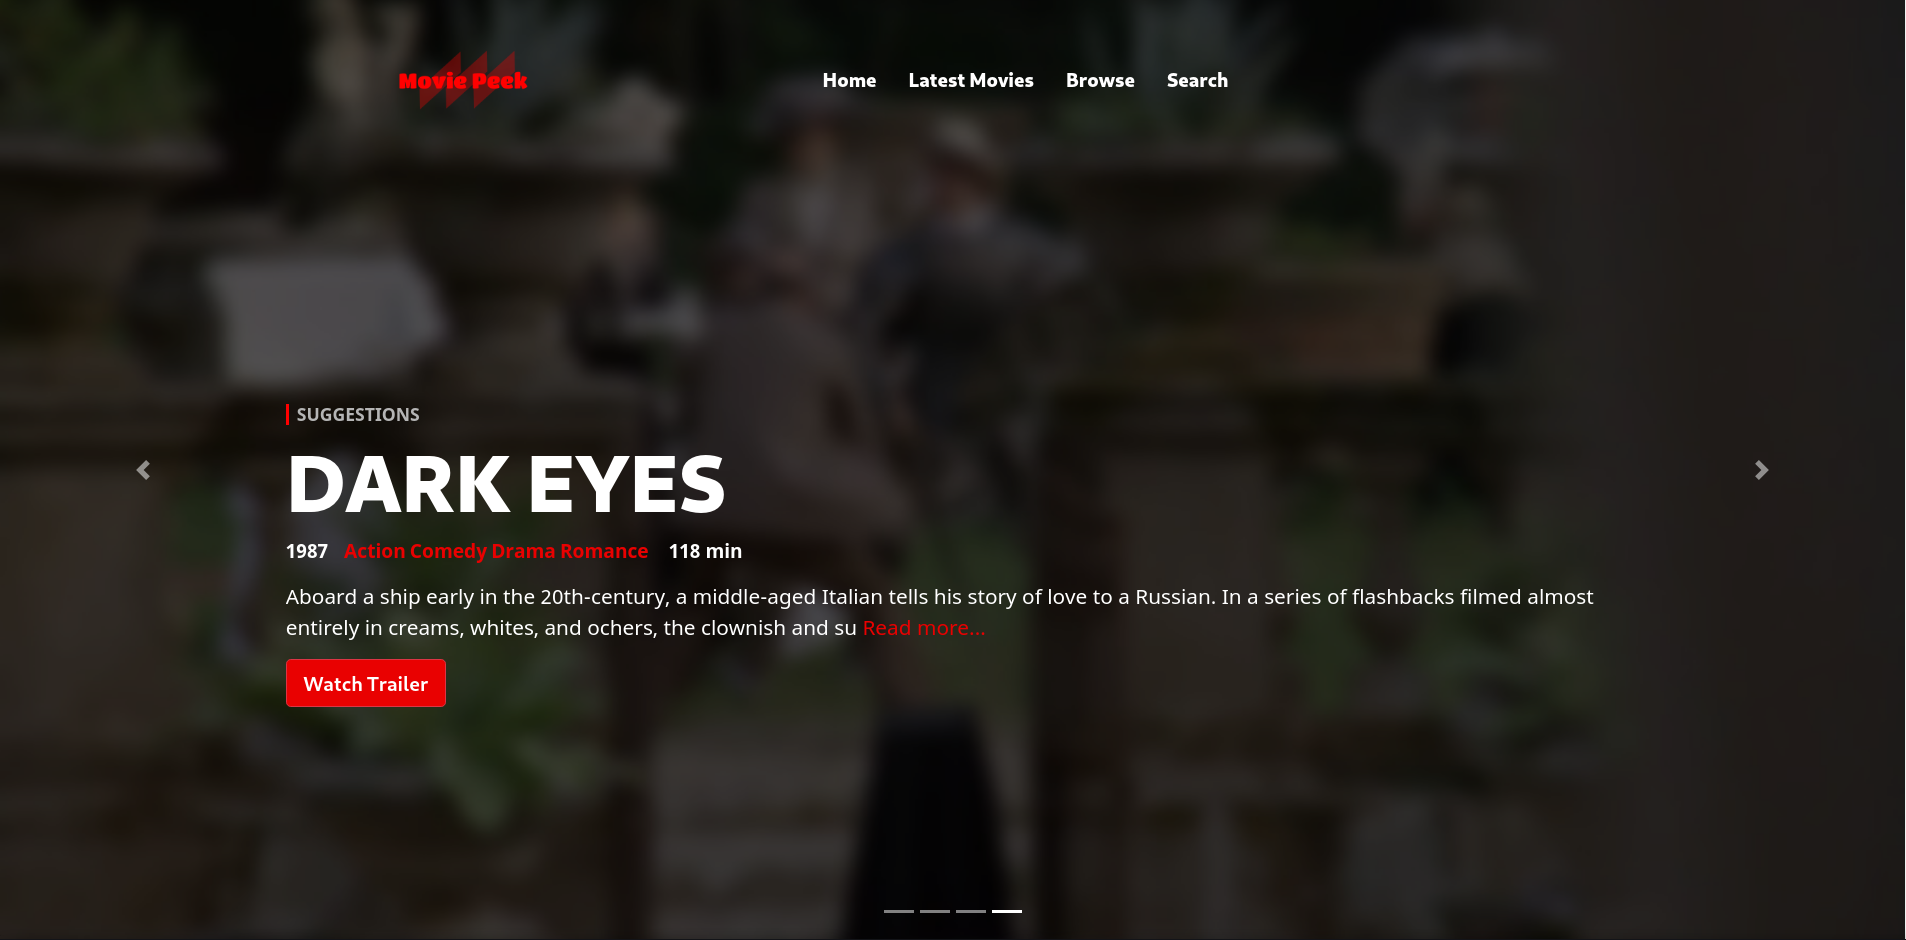 Movie Peek
Home Latest Movies Browse Search
SUGGESTIONS
DARK EYES
1987 Action Comedy Drama Romance 118 min
Aboard a ship early in the 20th-century, a middle-aged Italian tells his story of love to a Russian. In a series of flashbacks filmed almost
entirely in creams, whites, and ochers, the clownish and su Read more...
Watch Trailer